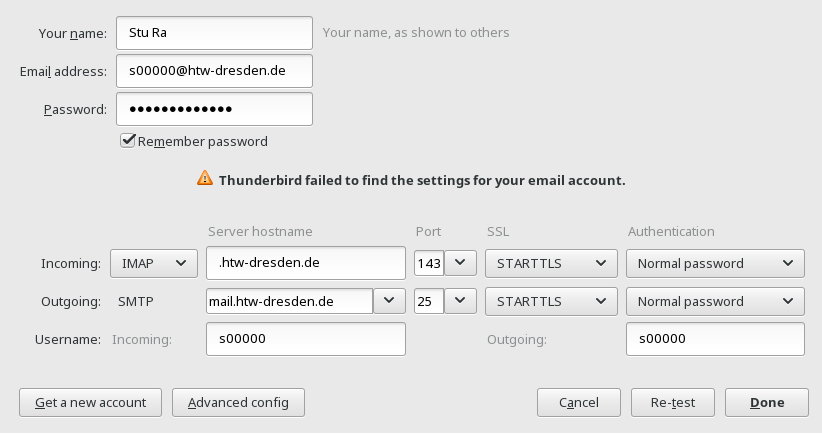 Your name: Stu Ra Your name, as shown to others
Email address: s00000@htw-dresden.de
Password: •••••••••••••
Remember password
Thunderbird failed to find the settings for your email account.
Server hostname Port SSL Authentication
Incoming: IMAP .htw-dresden.de 143 STARTTLS Normal password
Outgoing: SMTP mail.htw-dresden.de 25 STARTTLS Normal password
Username: Incoming: s00000 Outgoing: s00000
Get a new account Advanced config Cancel Re-test Done